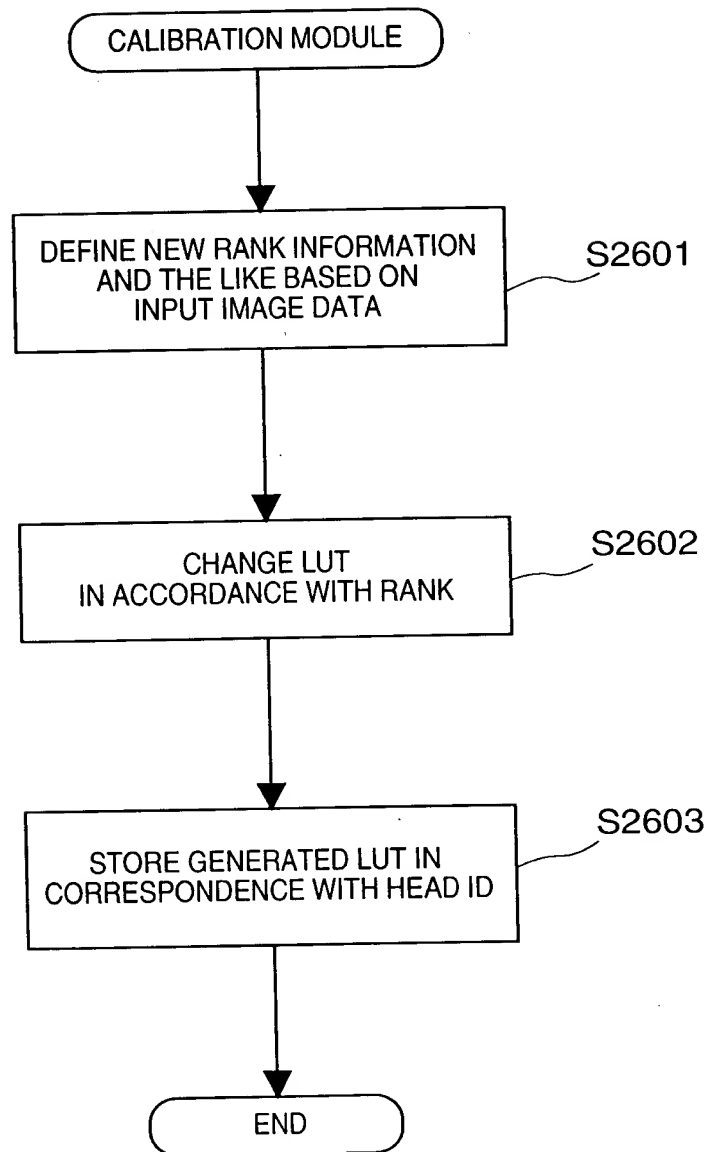 CALIBRATION MODULE
DEFINE NEW RANK INFORMATION
AND THE LIKE BASED ON
INPUT IMAGE DATA
S2601
CHANGE LUT
IN ACCORDANCE WITH RANK
S2602
STORE GENERATED LUT IN
CORRESPONDENCE WITH HEAD ID
S2603
END